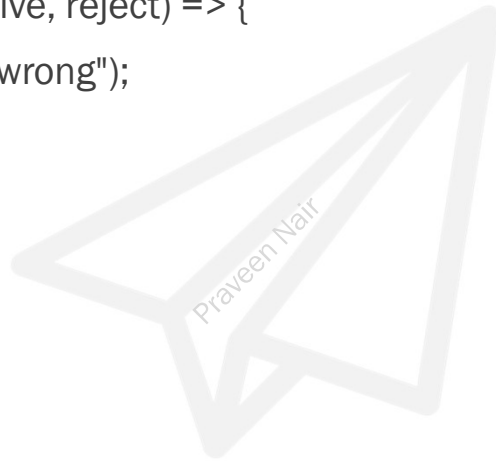 ive, reject) => {
wrong");
Praveen Nair